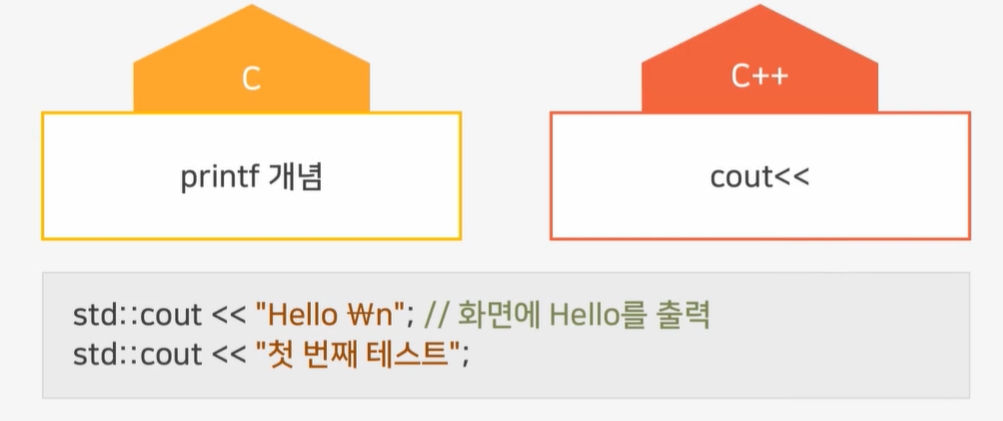 C
C++
printf 개념
cout<<
std::cout << "Hello ₩n"; // 화면에 Hello를 출력
std::cout << "첫 번째 테스트";